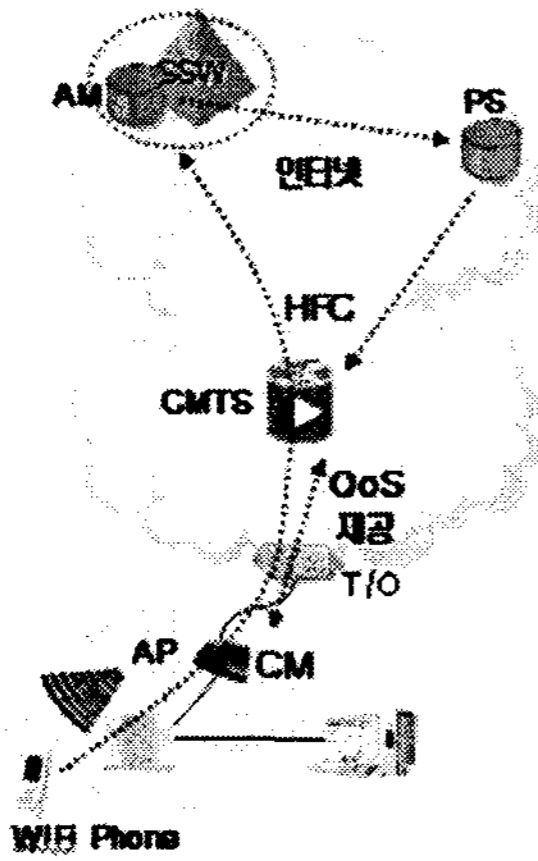 SSW
AM
PS
인터넷
HFC
CMTS
QoS
제공
T/O
AP
CM
WiFi Phone